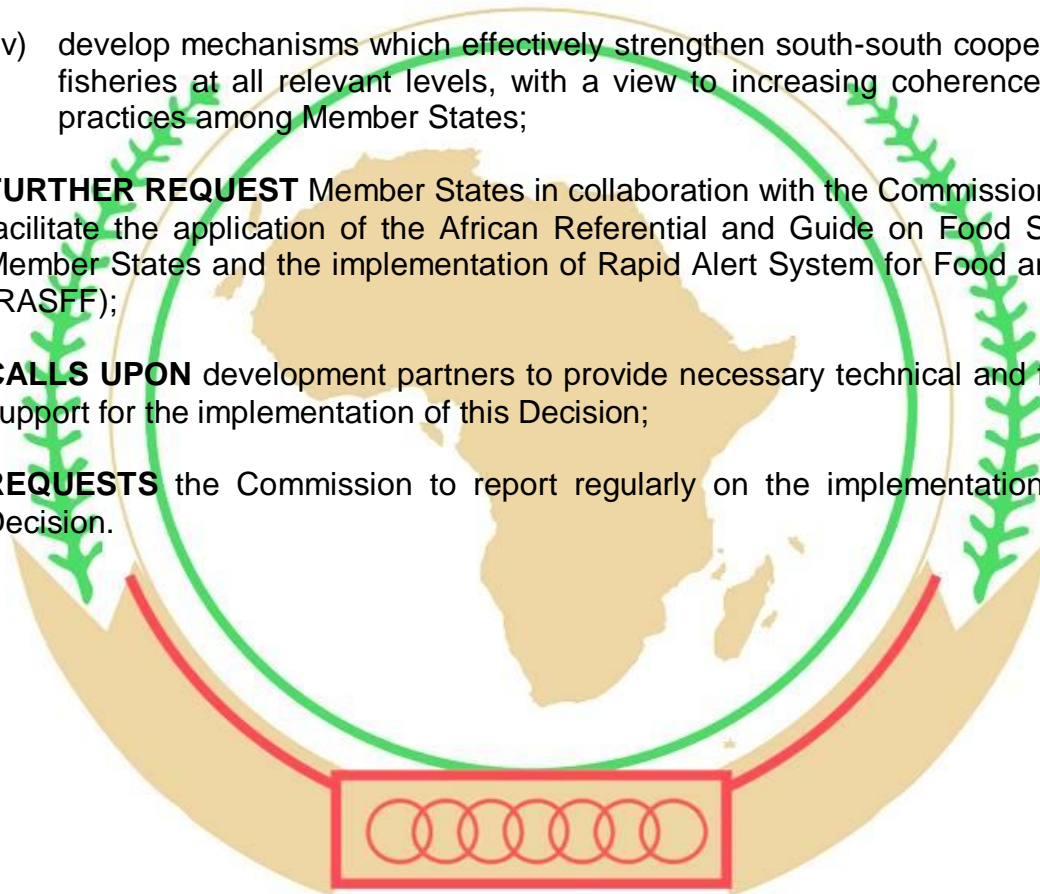 v) develop mechanisms which effectively strengthen south-south coope
fisheries at all relevant levels, with a view to increasing coherence
practices among Member States;
FURTHER REQUEST Member States in collaboration with the Commission
facilitate the application of the African Referential and Guide on Food S
Member States and the implementation of Rapid Alert System for Food a
RASFF);
CALLS UPON development partners to provide necessary technical and f
support for the implementation of this Decision;
REQUESTS the Commission to report regularly on the implementation
Decision.